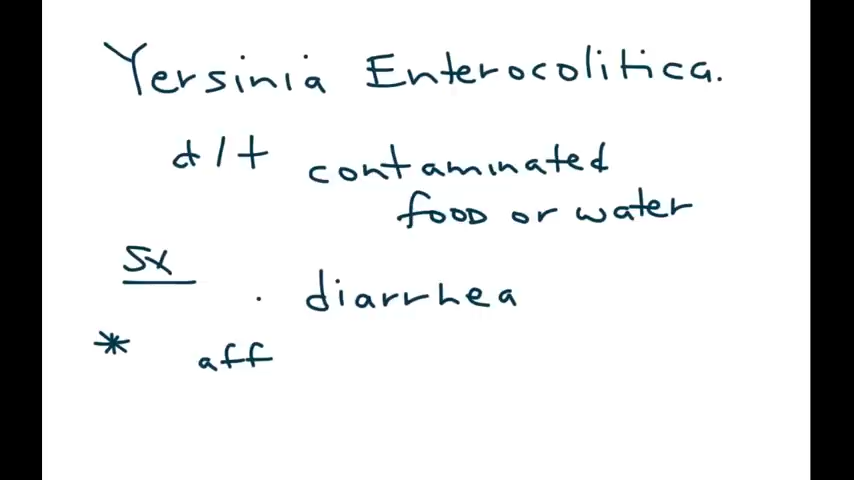 Yersinia Enterocolitica.
d/t contaminated
food or water
Sx
. diarrhea
* aff